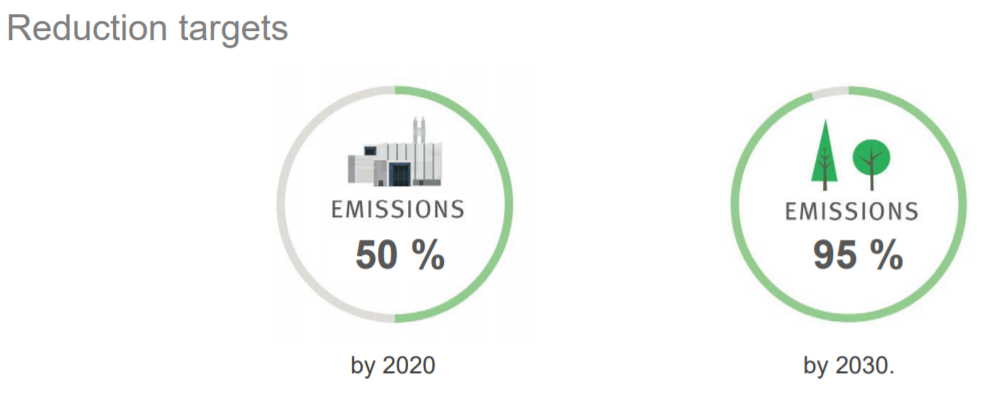 Reduction targets
EMISSIONS
50 %
by 2020
EMISSIONS
95 %
by 2030.